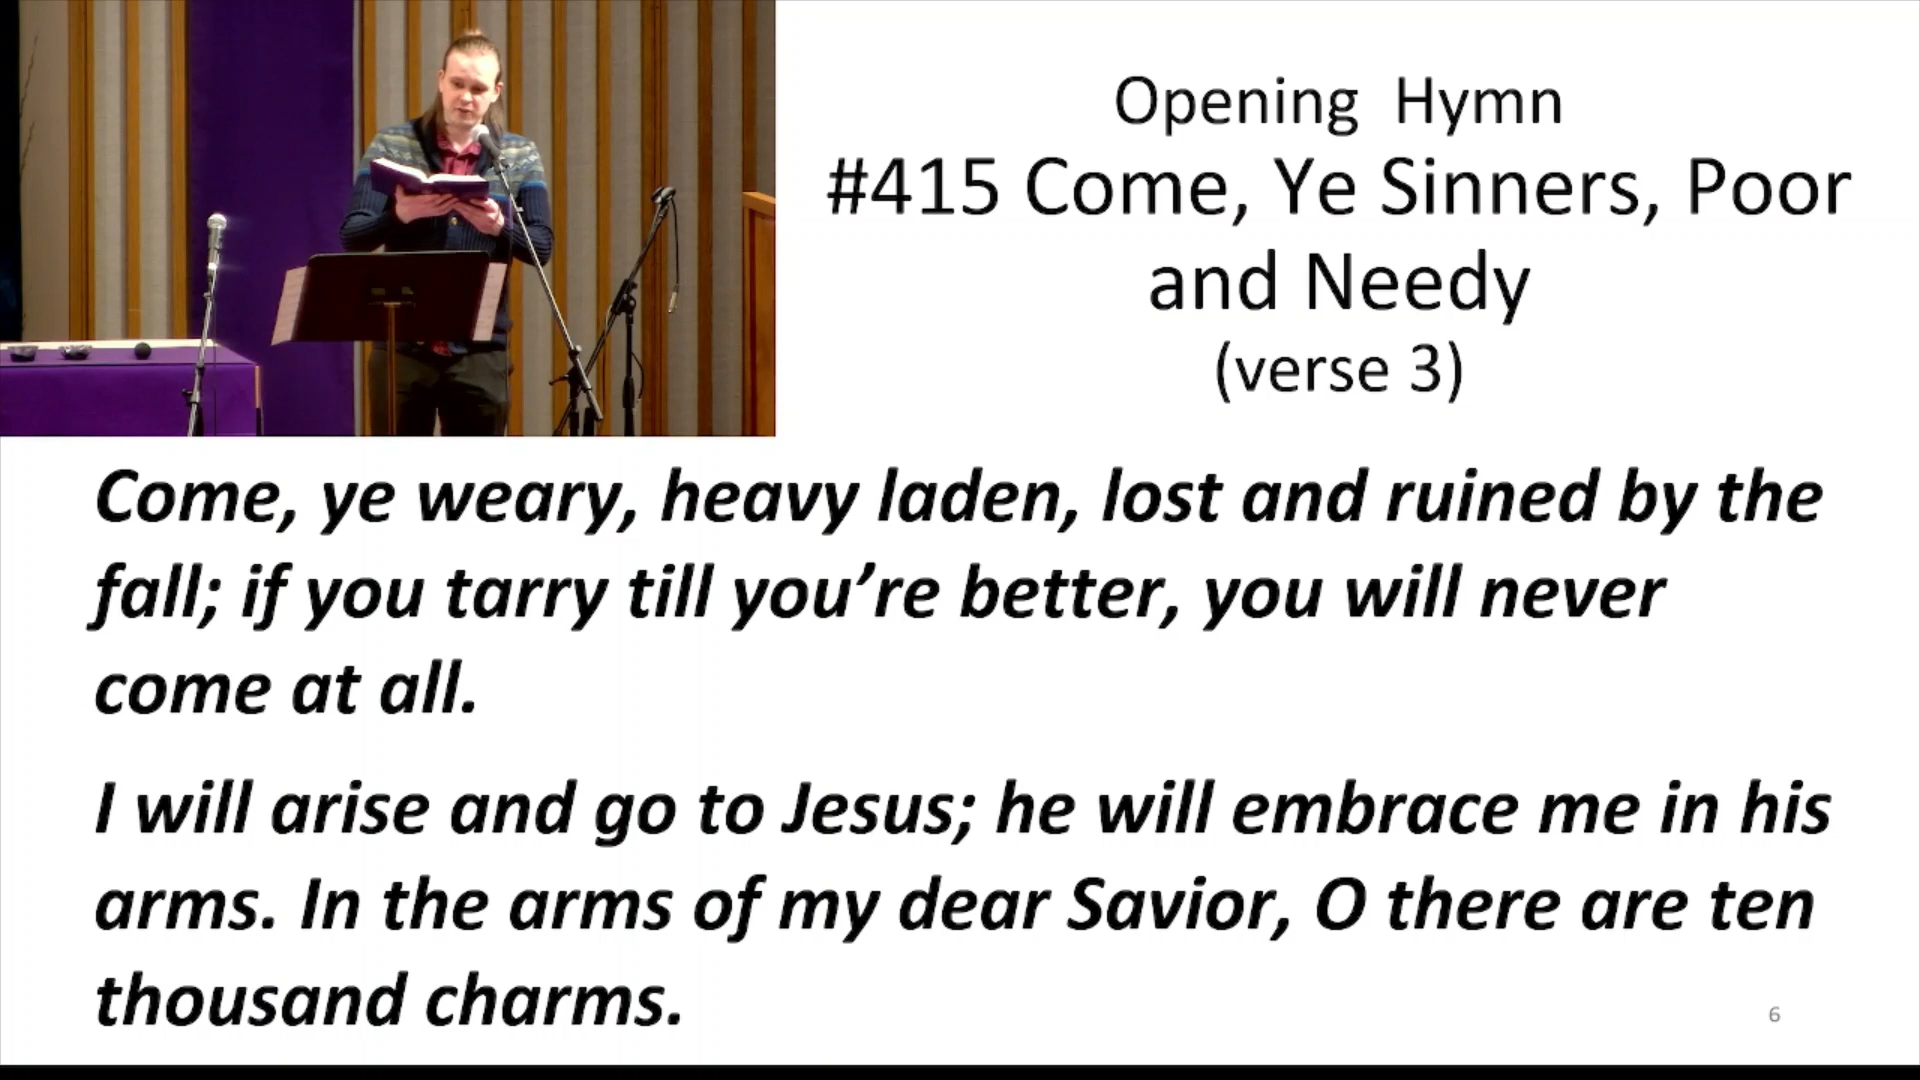 Opening Hymn
#415 Come, Ye Sinners, Poor
and Needy
(verse 3)
Come, ye weary, heavy laden, lost and ruined by the
fall; if you tarry till you’re better, you will never
come at all.
I will arise and go to Jesus; he will embrace me in his
arms. In the arms of my dear Savior, O there are ten
thousand charms.
6